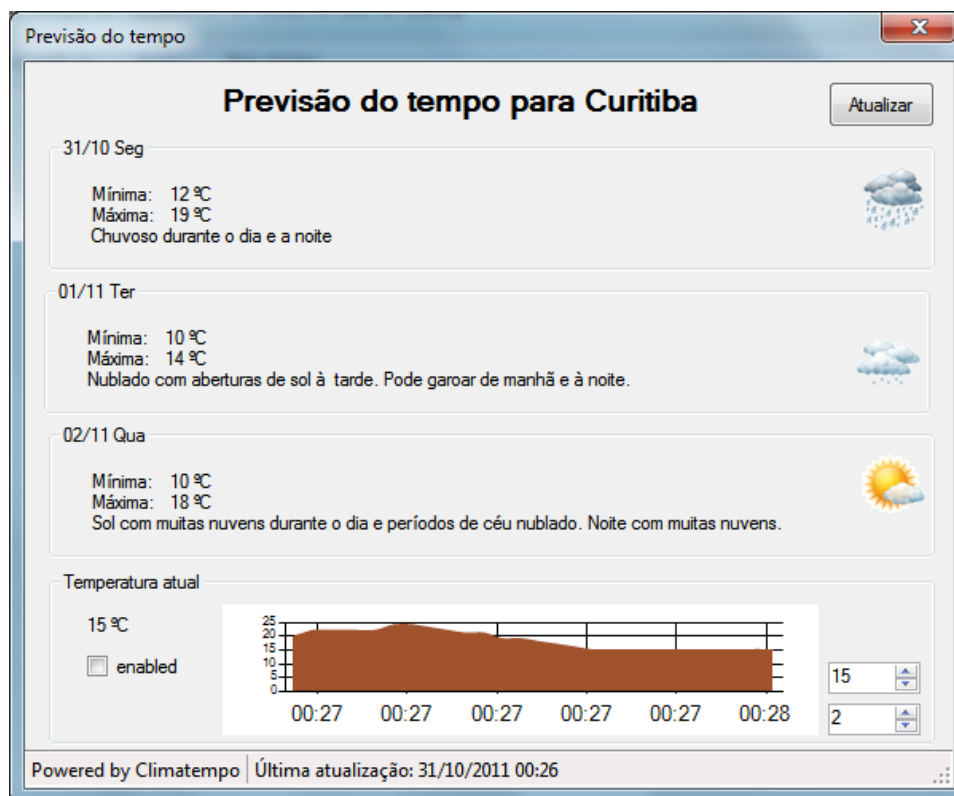 Previsão do tempo
Previsão do tempo para Curitiba
Atualizar
31/10 Seg
Mínima: 12 ºC
Máxima: 19 ºC
Chuvoso durante o dia e a noite
01/11 Ter
Mínima: 10 ºC
Máxima: 14 ºC
Nublado com aberturas de sol à tarde. Pode garoar de manhã e à noite.
02/11 Qua
Mínima: 10 ºC
Máxima: 18 ºC
Sol com muitas nuvens durante o dia e períodos de céu nublado. Noite com muitas nuvens.
Temperatura atual
15 ºC
enabled
25
20
15
10
5
0
00:27 00:27 00:27 00:27 00:27 00:28
15
2
Powered by Climatempo Última atualização: 31/10/2011 00:26